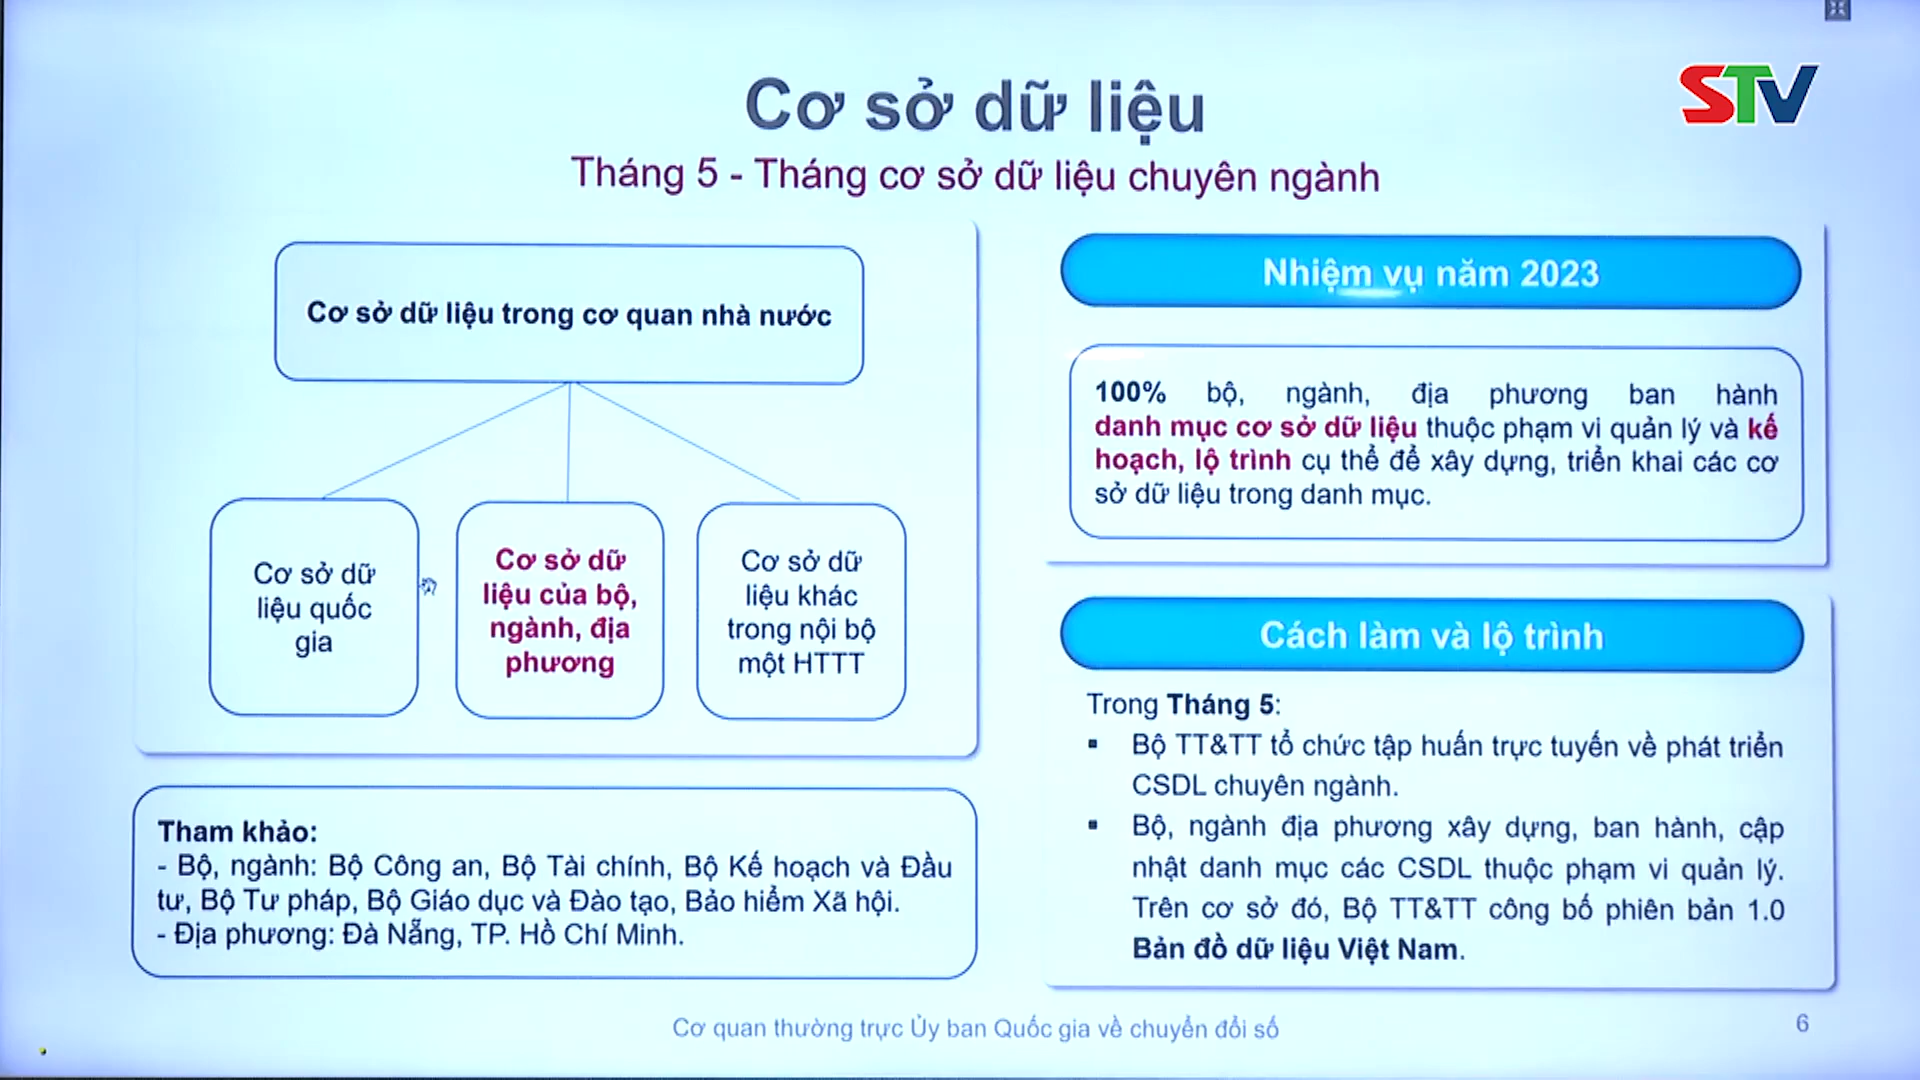 STV
Cơ sở dữ liệu
Tháng 5 - Tháng cơ sở dữ liệu chuyên ngành
Cơ sở dữ liệu trong cơ quan nhà nước
Cơ sở dữ
liệu quốc
gia
Cơ sở dữ
liệu của bộ,
ngành, địa
phương
Cơ sở dữ
liệu khác
trong nội bộ
một HTTT
Tham khảo:
- Bộ, ngành: Bộ Công an, Bộ Tài chính, Bộ Kế hoạch và Đầu
tư, Bộ Tư pháp, Bộ Giáo dục và Đào tạo, Bảo hiểm Xã hội.
- Địa phương: Đà Nẵng, TP. Hồ Chí Minh.
Nhiệm vụ năm 2023
100% bộ, ngành, địa phương ban hành
danh mục cơ sở dữ liệu thuộc phạm vi quản lý và kế
hoạch, lộ trình cụ thể để xây dựng, triển khai các cơ
sở dữ liệu trong danh mục.
Cách làm và lộ trình
Trong Tháng 5:
▪ Bộ TT&TT tổ chức tập huấn trực tuyến về phát triển
CSDL chuyên ngành.
▪ Bộ, ngành địa phương xây dựng, ban hành, cập
nhật danh mục các CSDL thuộc phạm vi quản lý.
Trên cơ sở đó, Bộ TT&TT công bố phiên bản 1.0
Bản đồ dữ liệu Việt Nam.
Cơ quan thường trực Ủy ban Quốc gia về chuyển đổi số
6